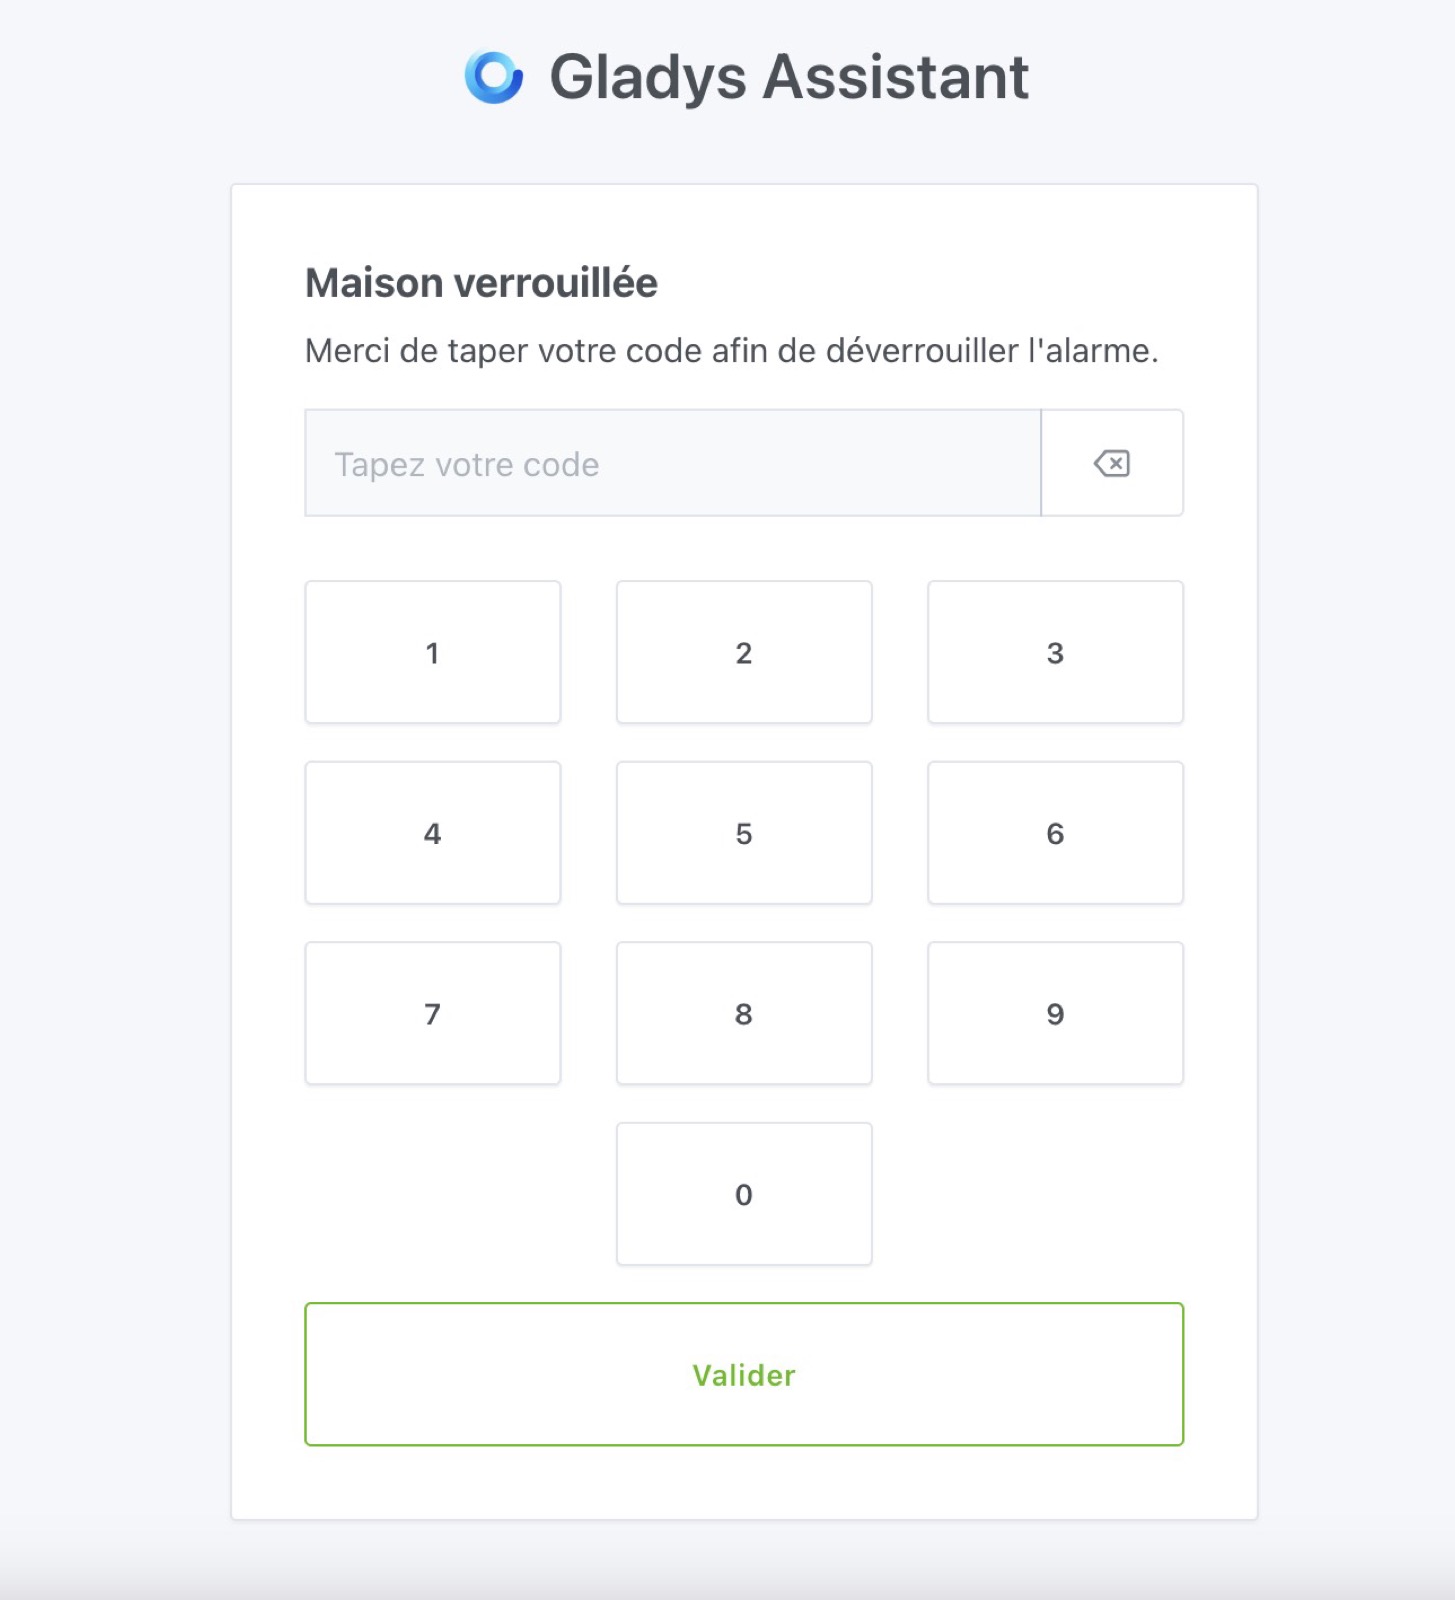 Gladys Assistant
Maison verrouillée
Merci de taper votre code afin de déverrouiller l'alarme.
Tapez votre code
1 2 3
4 5 6
7 8 9
0
Valider